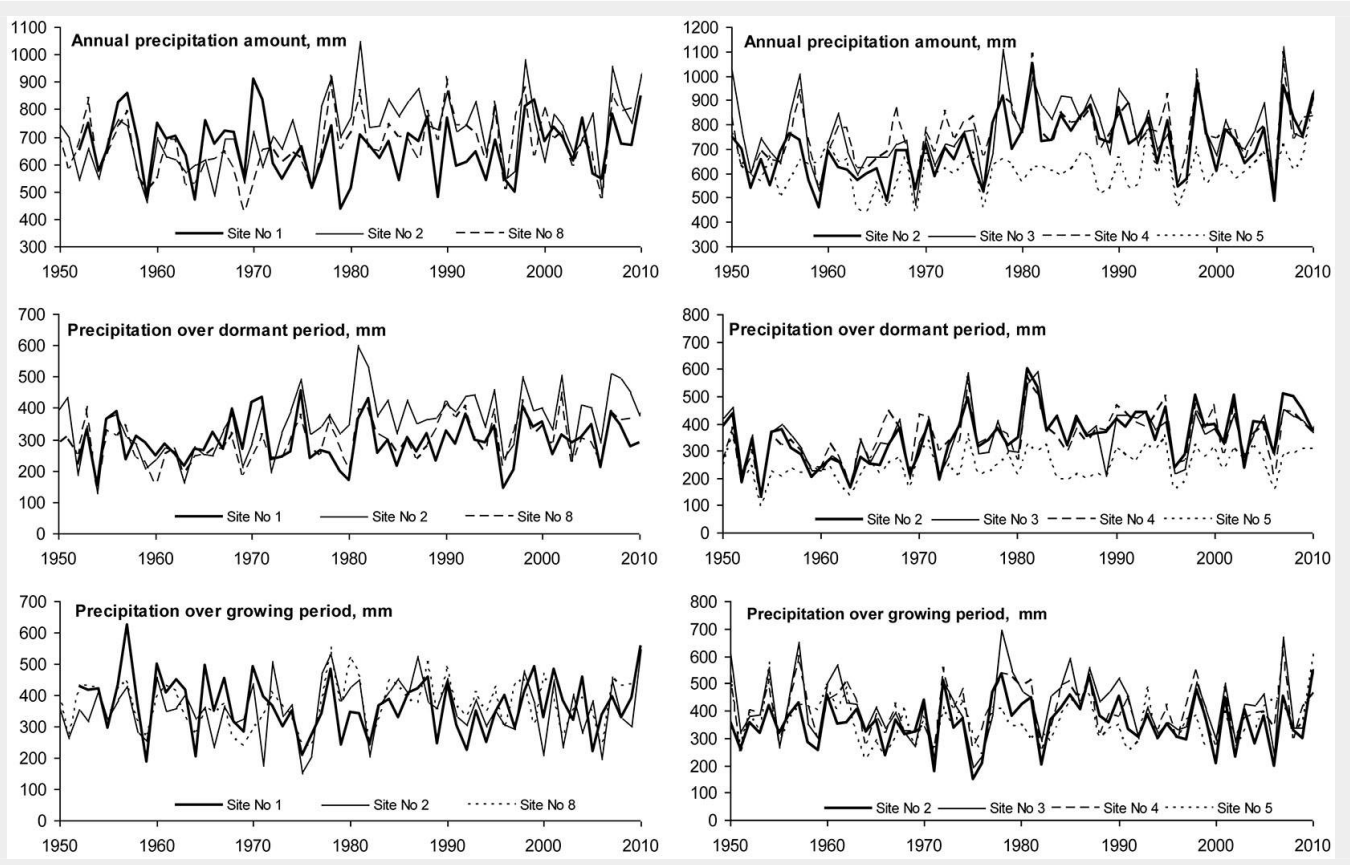 Annual precipitation amount, mm
1100
1000
900
800
700
600
500
400
300
Site No 1 Site No 2 Site No 8
1950 1960 1970 1980 1990 2000 2010
Annual precipitation amount, mm
1200
1100
1000
900
800
700
600
500
400
300
Site No 2 Site No 3 Site No 4 Site No 5
1950 1960 1970 1980 1990 2000 2010
Precipitation over dormant period, mm
700
600
500
400
300
200
100
0
Site No 1 Site No 2 Site No 8
1950 1960 1970 1980 1990 2000 2010
Precipitation over dormant period, mm
800
700
600
500
400
300
200
100
0
Site No 2 Site No 3 Site No 4 Site No 5
1950 1960 1970 1980 1990 2000 2010
Precipitation over growing period, mm
700
600
500
400
300
200
100
0
Site No 1 Site No 2 Site No 8
1950 1960 1970 1980 1990 2000 2010
Precipitation over growing period, mm
800
700
600
500
400
300
200
100
0
Site No 2 Site No 3 Site No 4 Site No 5
1950 1960 1970 1980 1990 2000 2010